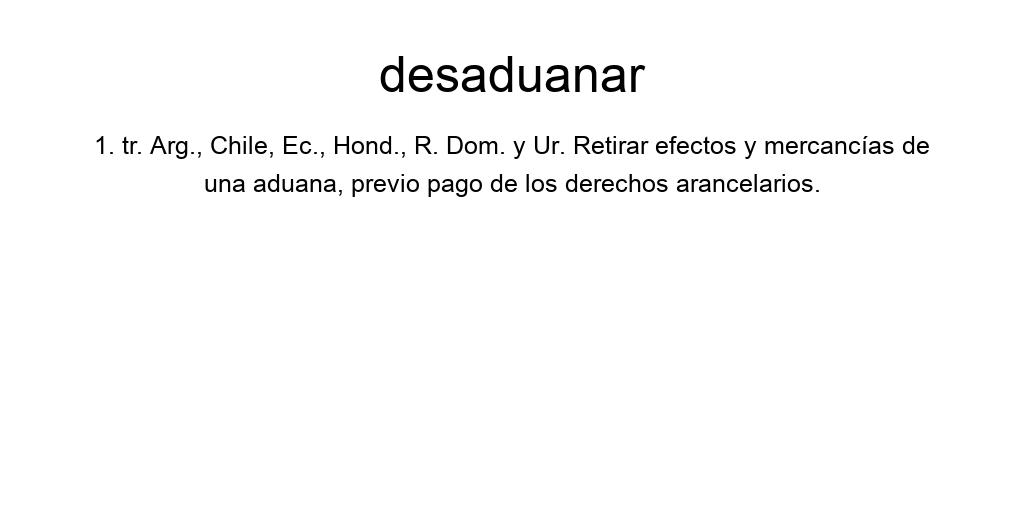 desaduanar
1. tr. Arg., Chile, Ec., Hond., R. Dom. y Ur. Retirar efectos y mercancías de
una aduana, previo pago de los derechos arancelarios.